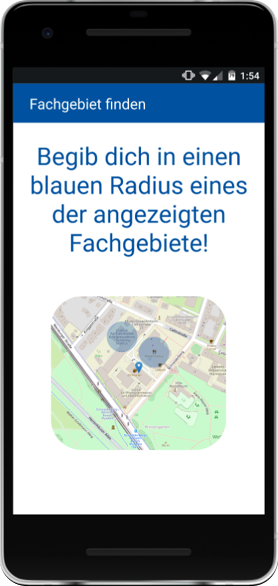 1:54
Fachgebiet finden
Begib dich in einen
blauen Radius eines
der angezeigten
Fachgebiete!